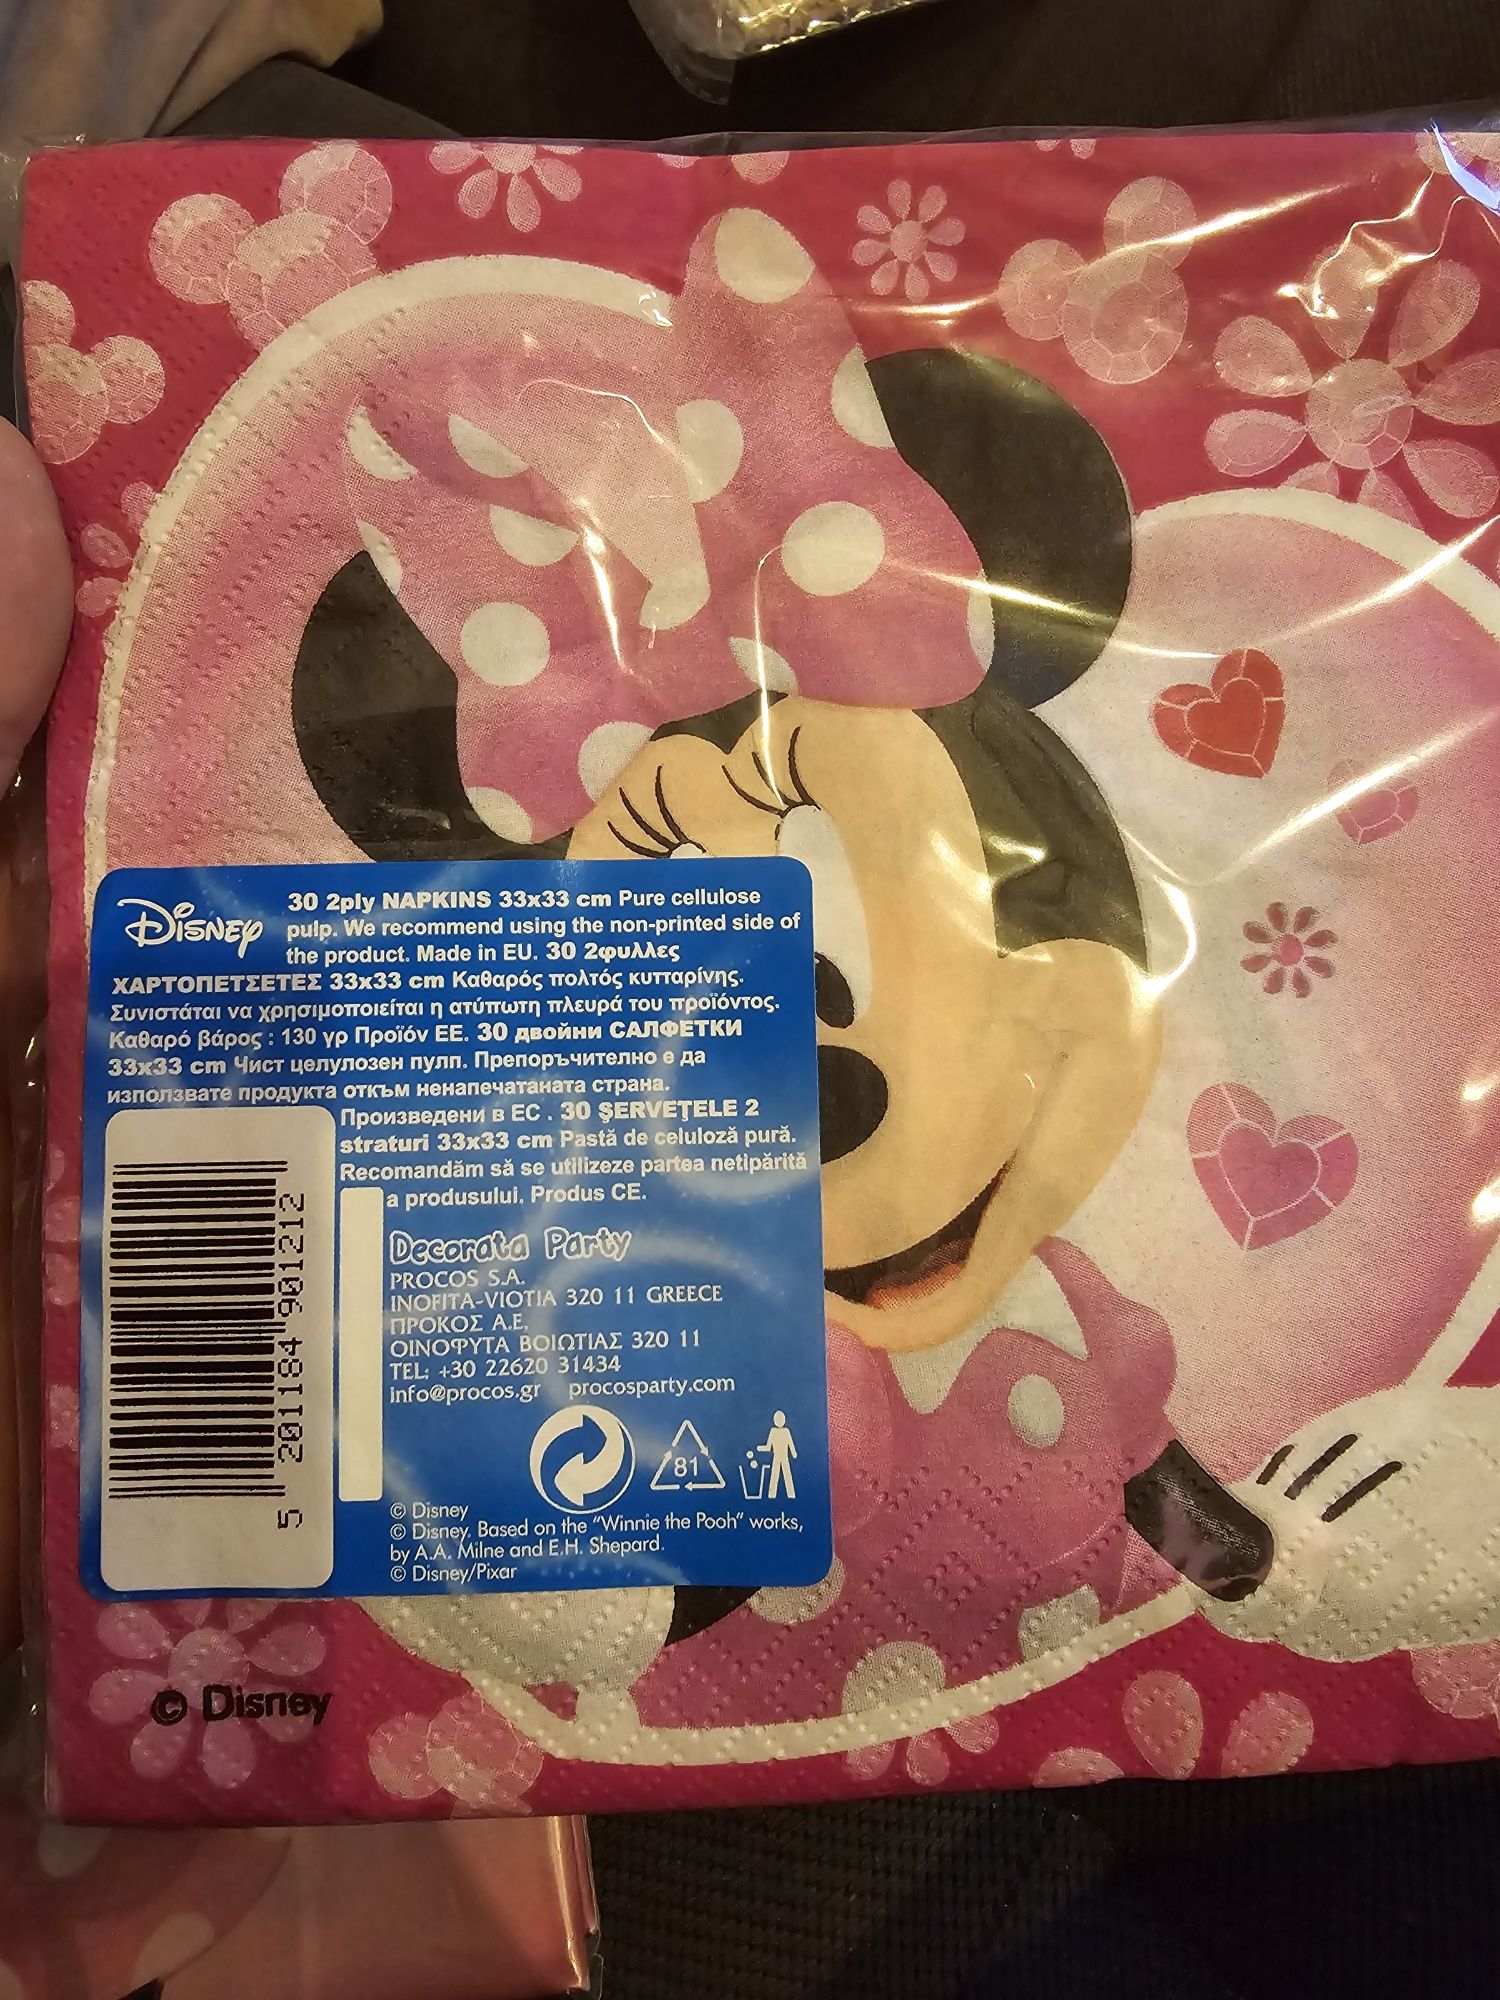 Disney
30 2ply NAPKINS 33x33 cm Pure cellulose
pulp. We recommend using the non-printed side of
the product. Made in EU. 30 2φυλλες
ΧΑΡΤΟΠΕΤΣΕΤΕΣ 33x33 cm Καθαρός πολτός κυτταρίνης.
Συνιστάται να χρησιμοποιείται η ατύπωτη πλευρά του προϊόντος.
Καθαρό βάρος : 130 γρ Προϊόν ΕΕ. 30 двойни САЛФЕТКИ
33x33 cm Чист целулозен пулп. Препоръчително е да
използвате продукта откъм ненапечатаната страна.
Произведени в ЕС . 30 ŞERVEŢELE 2
straturi 33x33 cm Pastă de celuloză pură.
Recomandăm să se utilizeze partea netipărită
a produsului. Produs CE.
Decorata Party
PROCOS S.A.
INOFITA-VIOTIA 320 11 GREECE
ΠΡΟΚΟΣ Α.Ε.
ΟΙΝΟΦΥΤΑ ΒΟΙΩΤΙΑΣ 320 11
TEL: +30 22620 31434
info@procos.gr procosparty.com
81
© Disney
© Disney. Based on the "Winnie the Pooh" works,
by A.A. Milne and E.H. Shepard.
© Disney/Pixar
5 201184 901212
© Disney